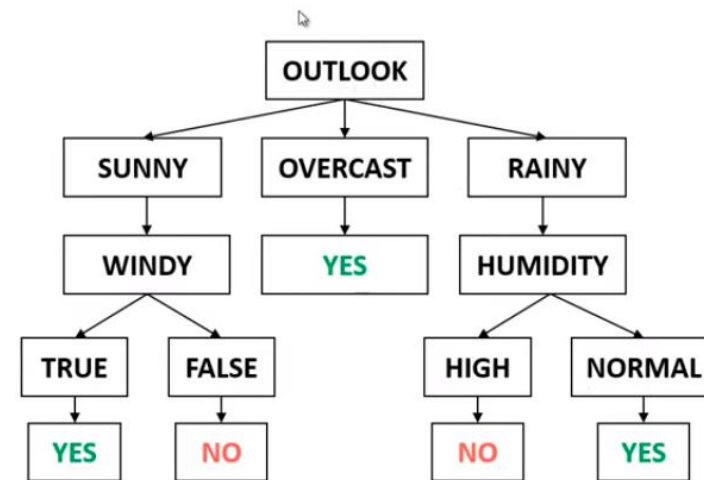 OUTLOOK
SUNNY OVERCAST RAINY
WINDY YES HUMIDITY
TRUE FALSE HIGH NORMAL
YES NO NO YES